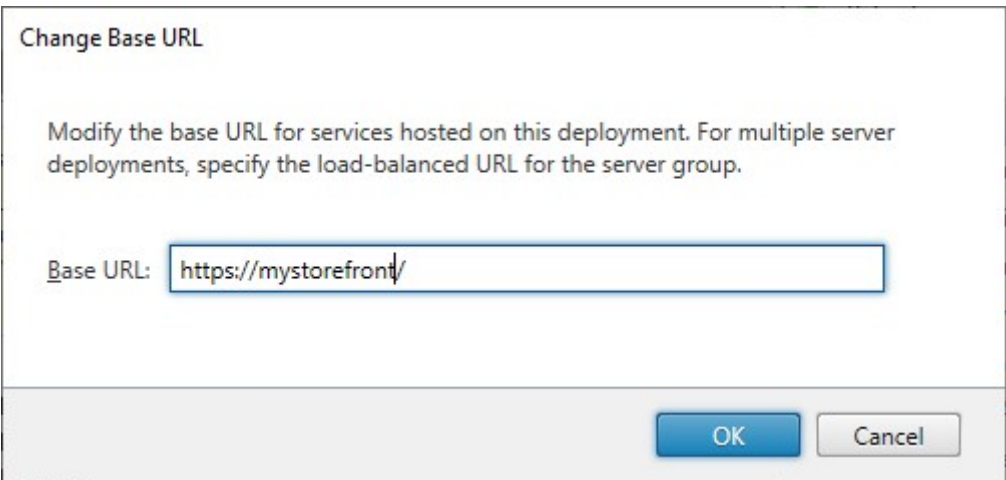 Change Base URL
Modify the base URL for services hosted on this deployment. For multiple server
deployments, specify the load-balanced URL for the server group.
Base URL: https://mystorefront/
OK Cancel